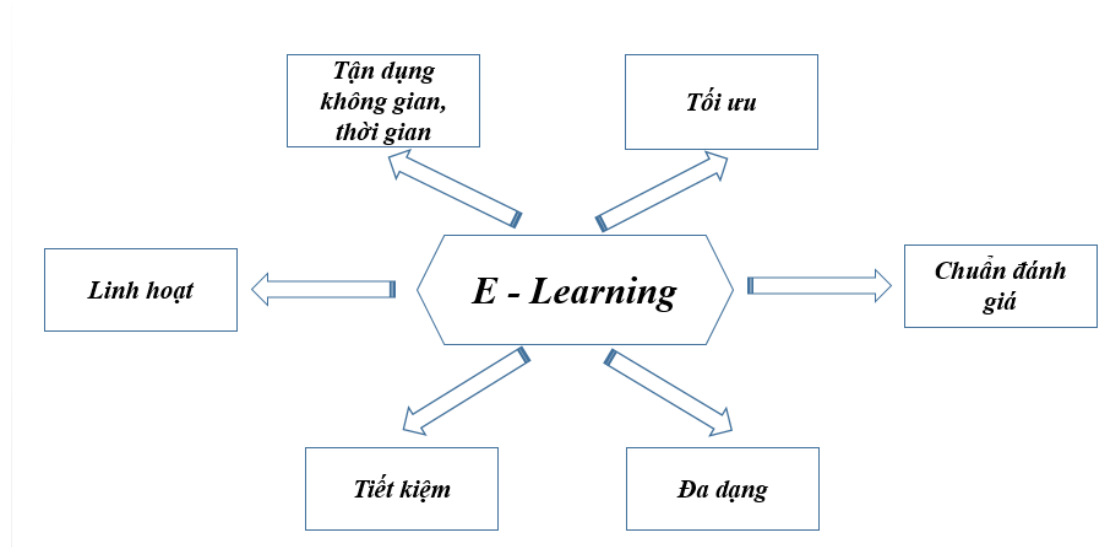 Tận dụng
không gian,
thời gian
Tối ưu
Linh hoạt
E - Learning
Chuẩn đánh
giá
Tiết kiệm
Đa dạng